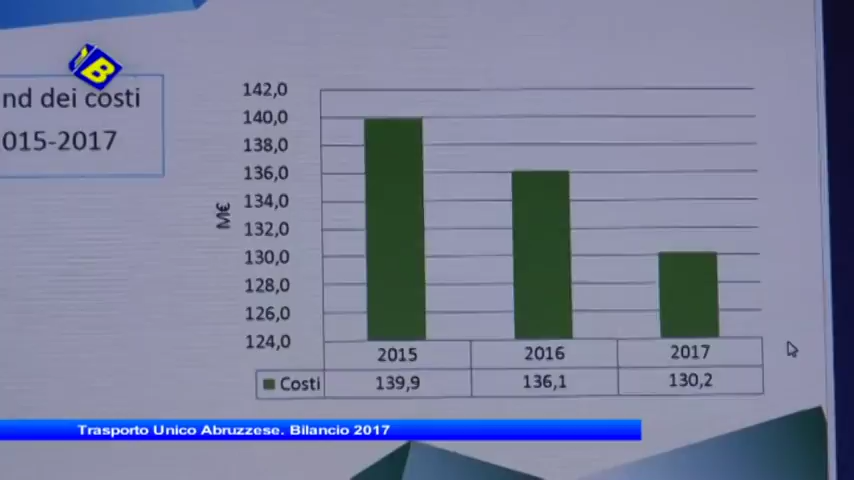 B
nd dei costi
015-2017
142,0
140,0
138,0
136,0
134,0
132,0
130,0
128,0
126,0
124,0
M€
2015 2016 2017
Costi 139,9 136,1 130,2
Trasporto Unico Abruzzese. Bilancio 2017